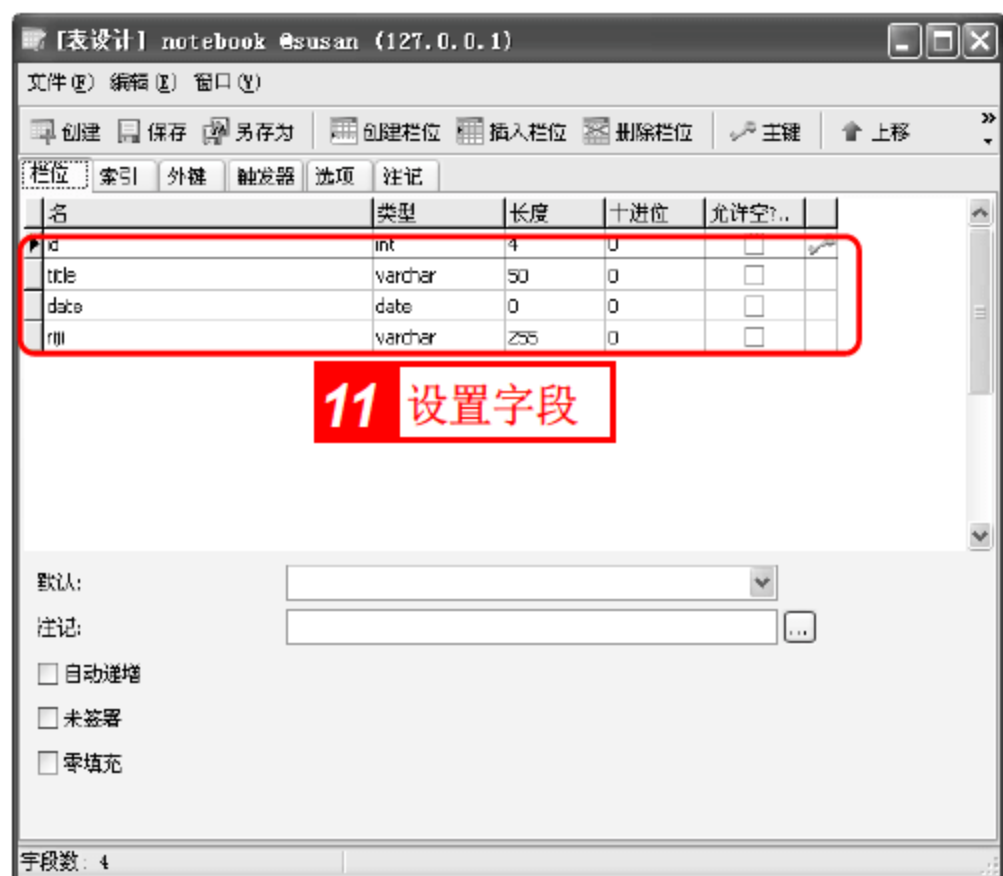 [表设计] notebook @susan (127.0.0.1)
文件(F) 编辑(E) 窗口(W)
创建 保存 另存为 创建栏位 插入栏位 删除栏位 主键 上移 »
栏位 索引 外键 触发器 选项 注记
名 类型 长度 十进位 允许空?..
id int 4 0
title varchar 50 0
date date 0 0
riji varchar 255 0
11 设置字段
默认:
注记:
...
自动递增
未签署
零填充
字段数: 4